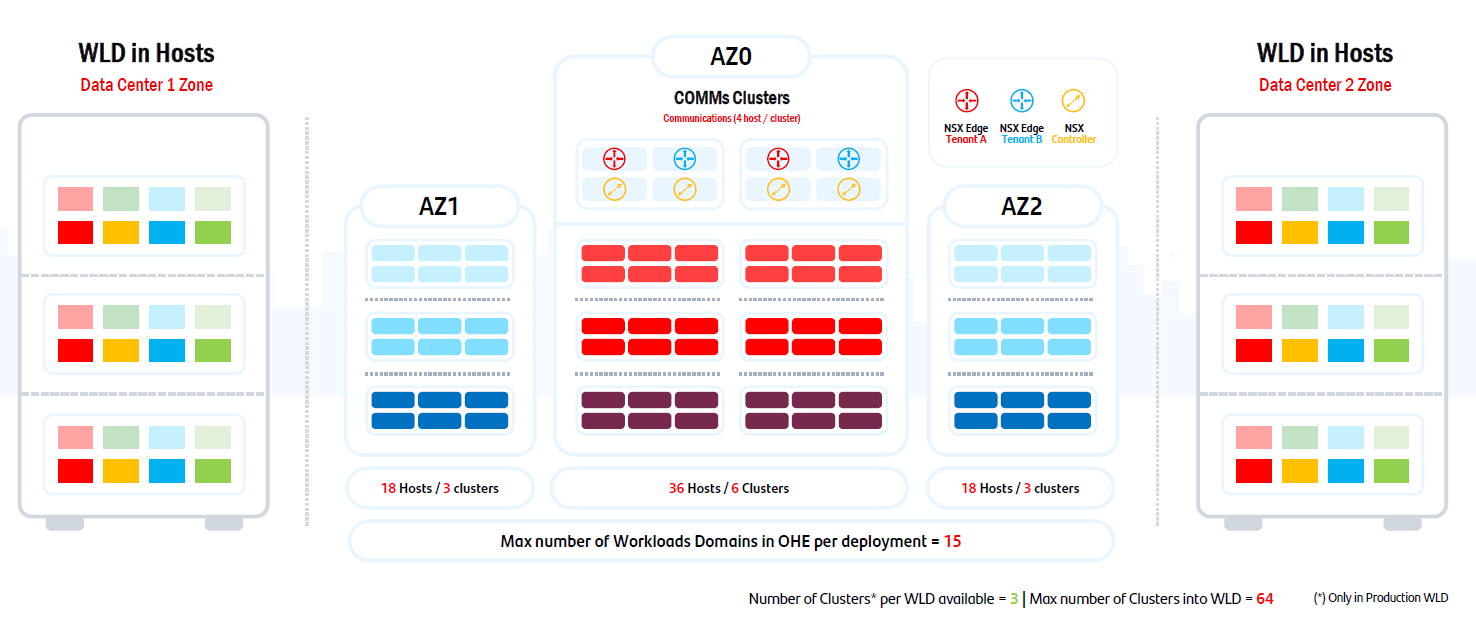 WLD in Hosts
Data Center 1 Zone
AZ0
COMMs Clusters
Communications (4 host / cluster)
NSX Edge
Tenant A
NSX Edge
Tenant B
NSX
Controller
WLD in Hosts
Data Center 2 Zone
AZ1
AZ2
18 Hosts / 3 clusters
36 Hosts / 6 Clusters
18 Hosts / 3 clusters
Max number of Workloads Domains in OHE per deployment = 15
Number of Clusters* per WLD available = 3 | Max number of Clusters into WLD = 64
(*) Only in Production WLD